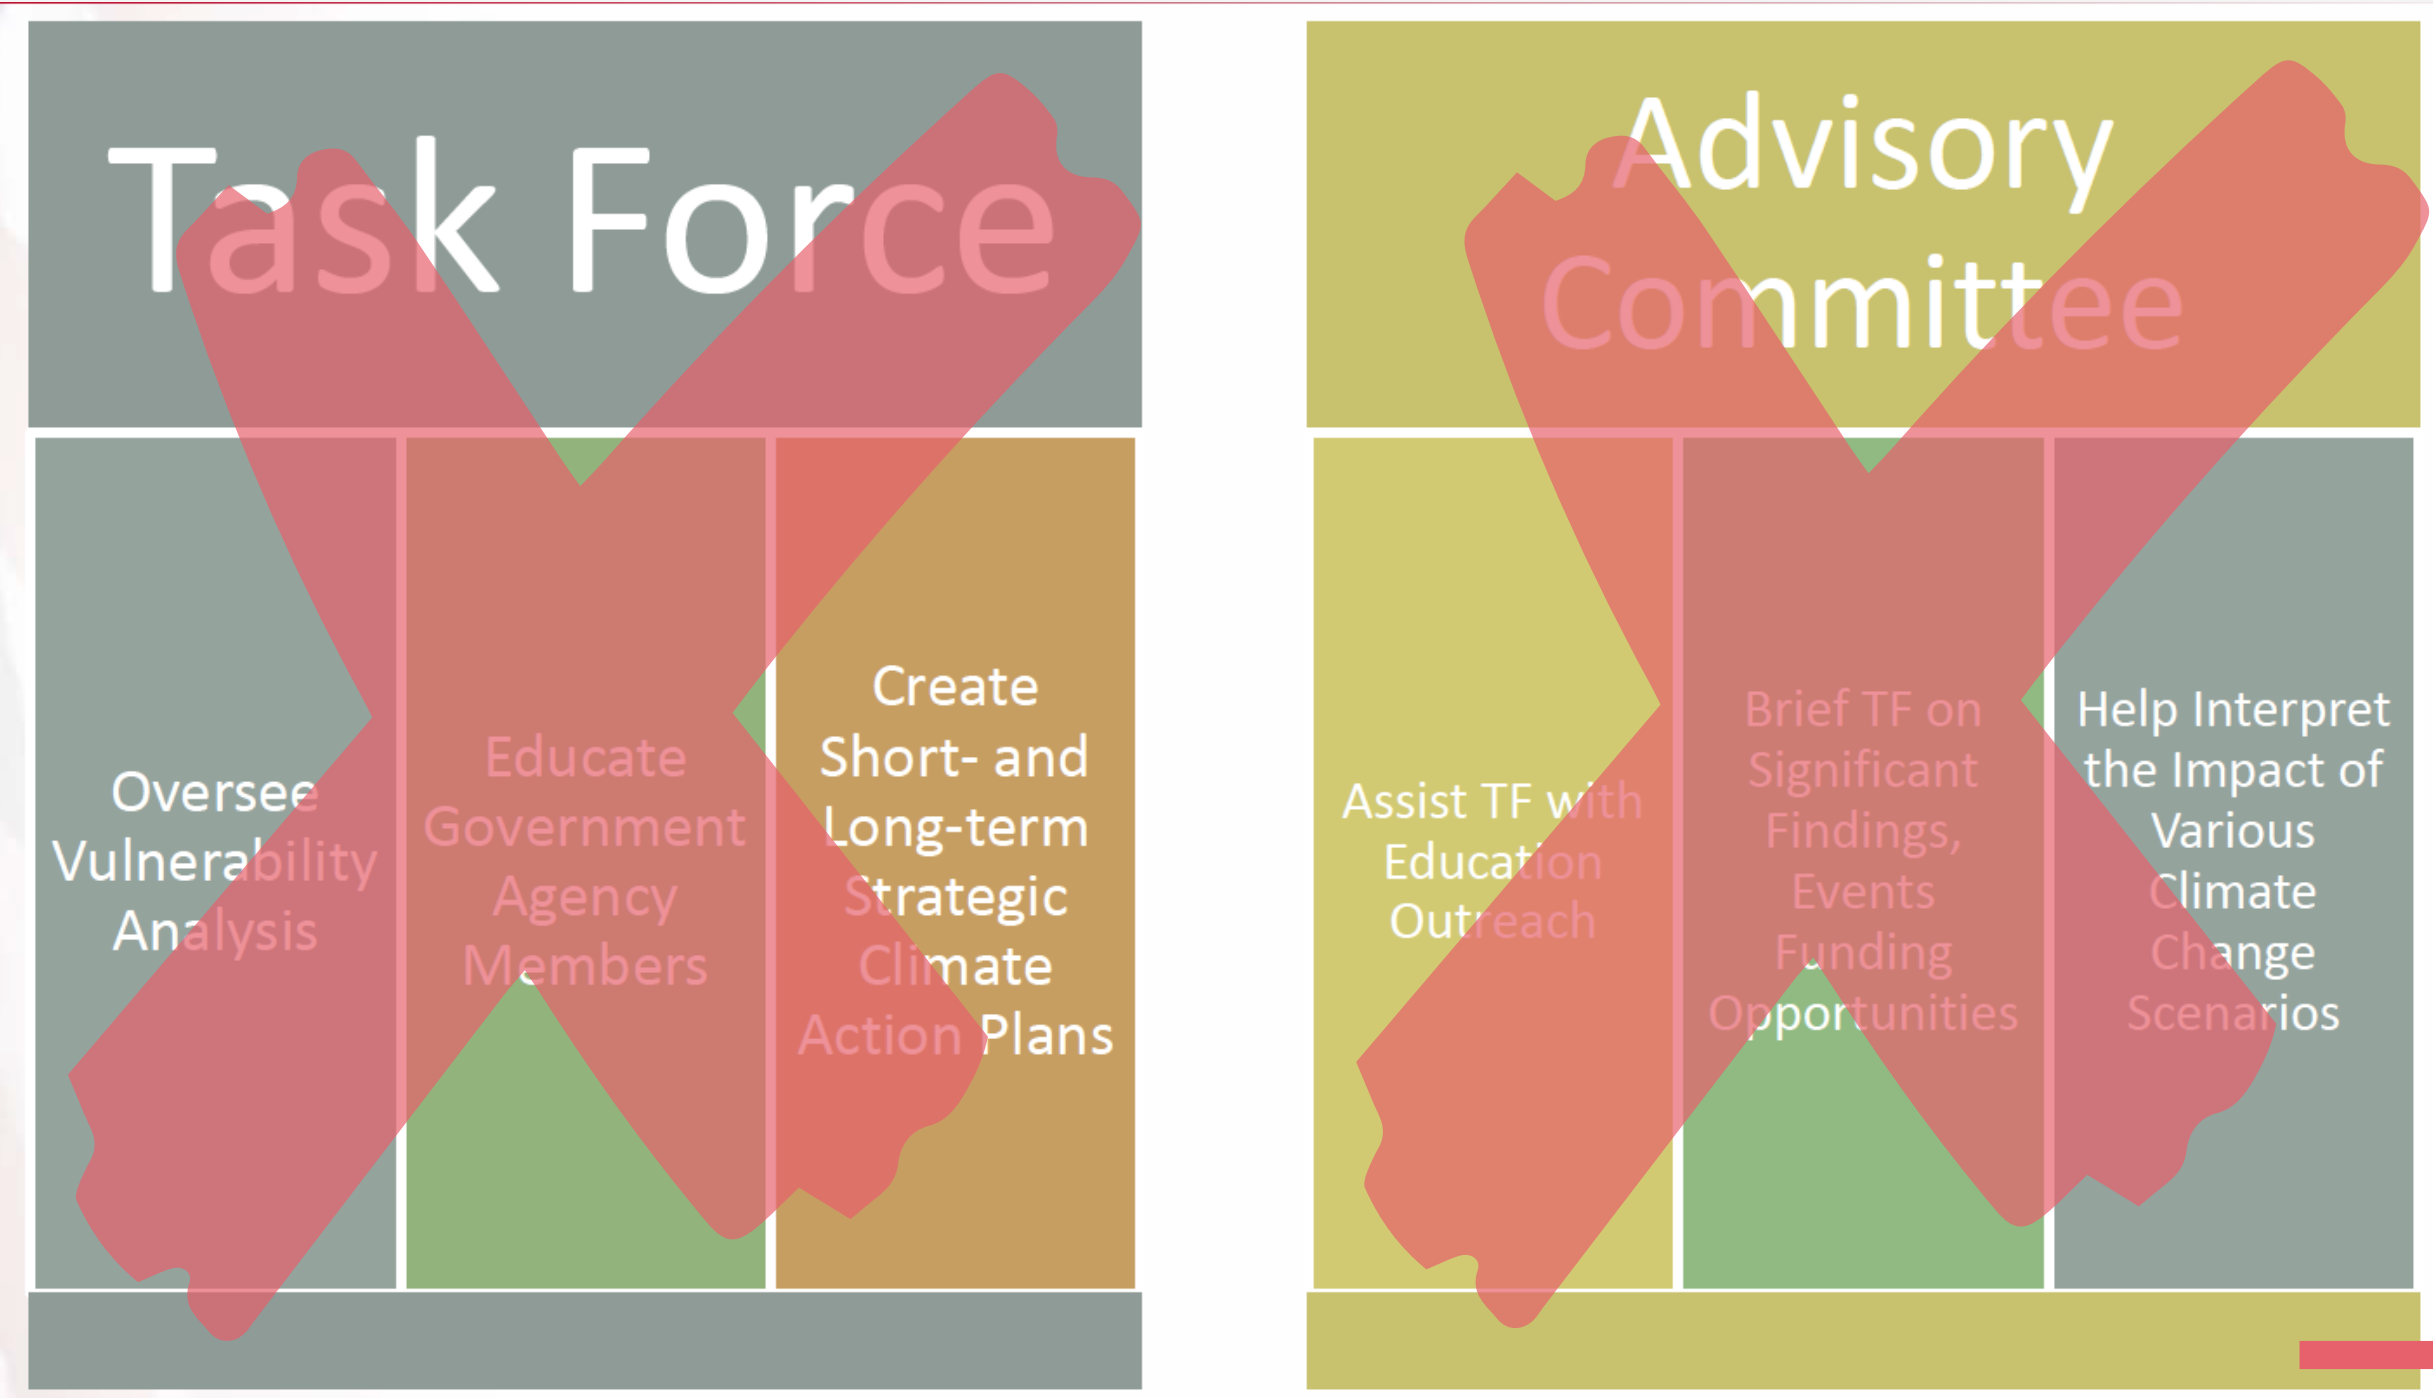 Task Force
Oversee
Vulnerability
Analysis
Educate
Government
Agency
Members
Create
Short- and
Long-term
Strategic
Climate
Action Plans
Advisory
Committee
Assist TF with
Education
Outreach
Brief TF on
Significant
Findings,
Events
Funding
Opportunities
Help Interpret
the Impact of
Various
Climate
Change
Scenarios